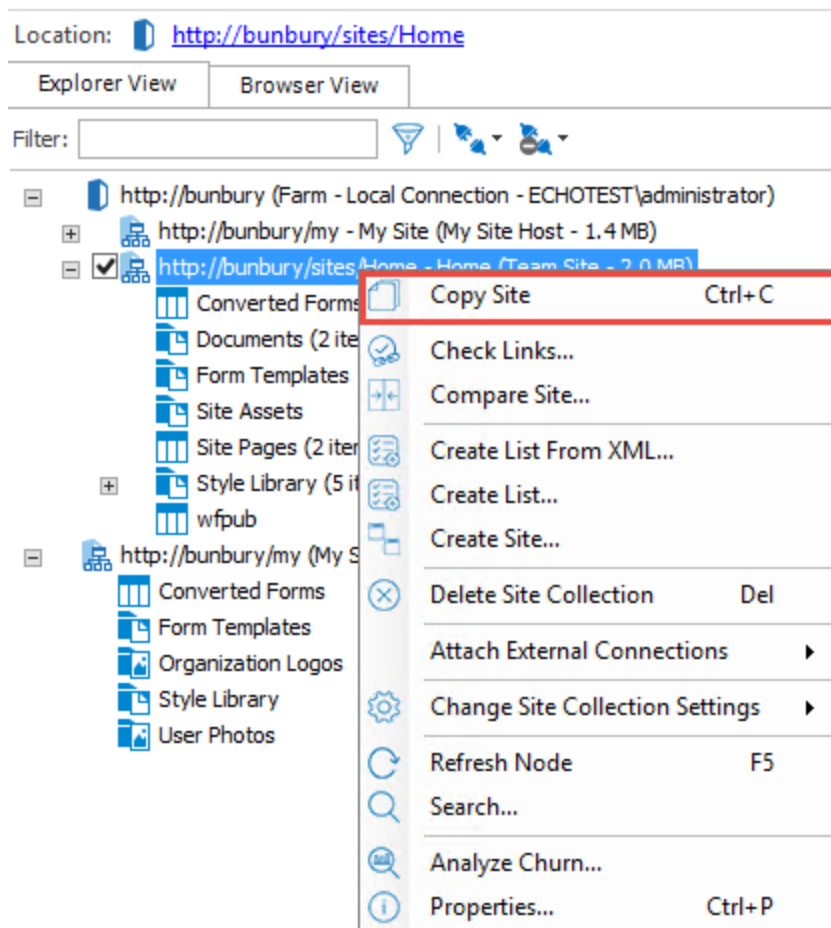 Location: http://bunbury/sites/Home
Explorer View Browser View
Filter:
http://bunbury (Farm - Local Connection - ECHOTEST\administrator)
http://bunbury/my - My Site (My Site Host - 1.4 MB)
http://bunbury/sites/Home - Home (Team Site - 2.0 MB)
Copy Site Ctrl+C
Converted Forms
Documents (2 ite
Check Links...
Form Templates
Compare Site...
Site Assets
Site Pages (2 iter
Create List From XML...
Style Library (5 it
Create List...
wfpub
Create Site...
http://bunbury/my (My S
Converted Forms
Delete Site Collection Del
Form Templates
Organization Logos
Attach External Connections
Style Library
Change Site Collection Settings
User Photos
Refresh Node F5
Search...
Analyze Churn...
Properties... Ctrl+P